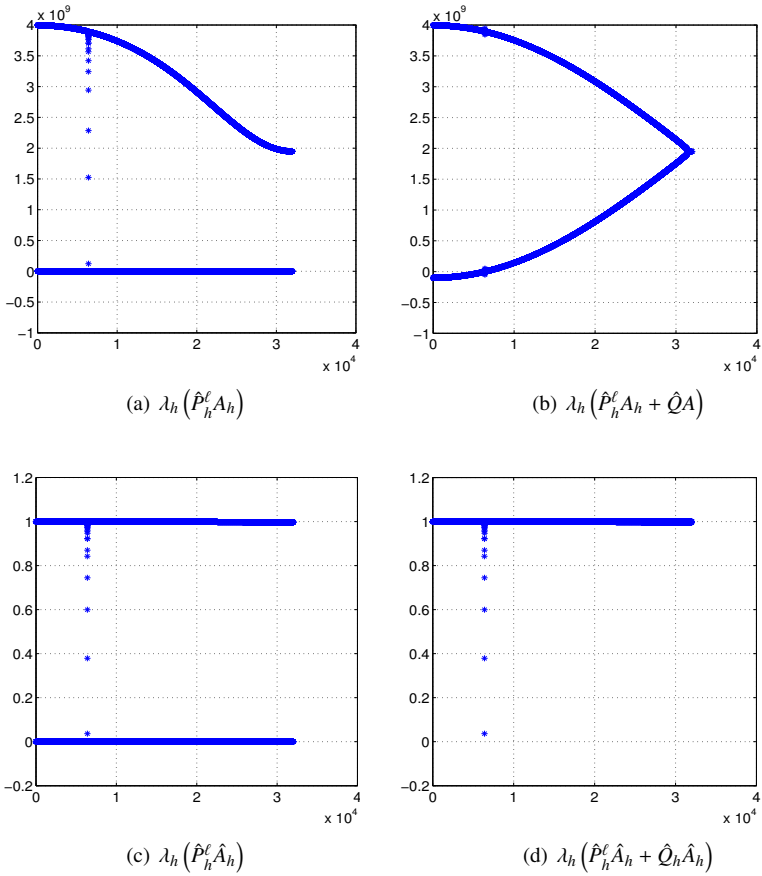 x 10^9
4
3.5
3
2.5
2
1.5
1
0.5
0
−0.5
−1
0 1 2 3 4
x 10^4
(a) λ_h (P̂_h^ℓ A_h)
x 10^9
4
3.5
3
2.5
2
1.5
1
0.5
0
−0.5
−1
0 1 2 3 4
x 10^4
(b) λ_h (P̂_h^ℓ A_h + Q̂A)
1.2
1
0.8
0.6
0.4
0.2
0
−0.2
0 1 2 3 4
x 10^4
(c) λ_h (P̂_h^ℓ Â_h)
1.2
1
0.8
0.6
0.4
0.2
0
−0.2
0 1 2 3 4
x 10^4
(d) λ_h (P̂_h^ℓ Â_h + Q̂_h Â_h)